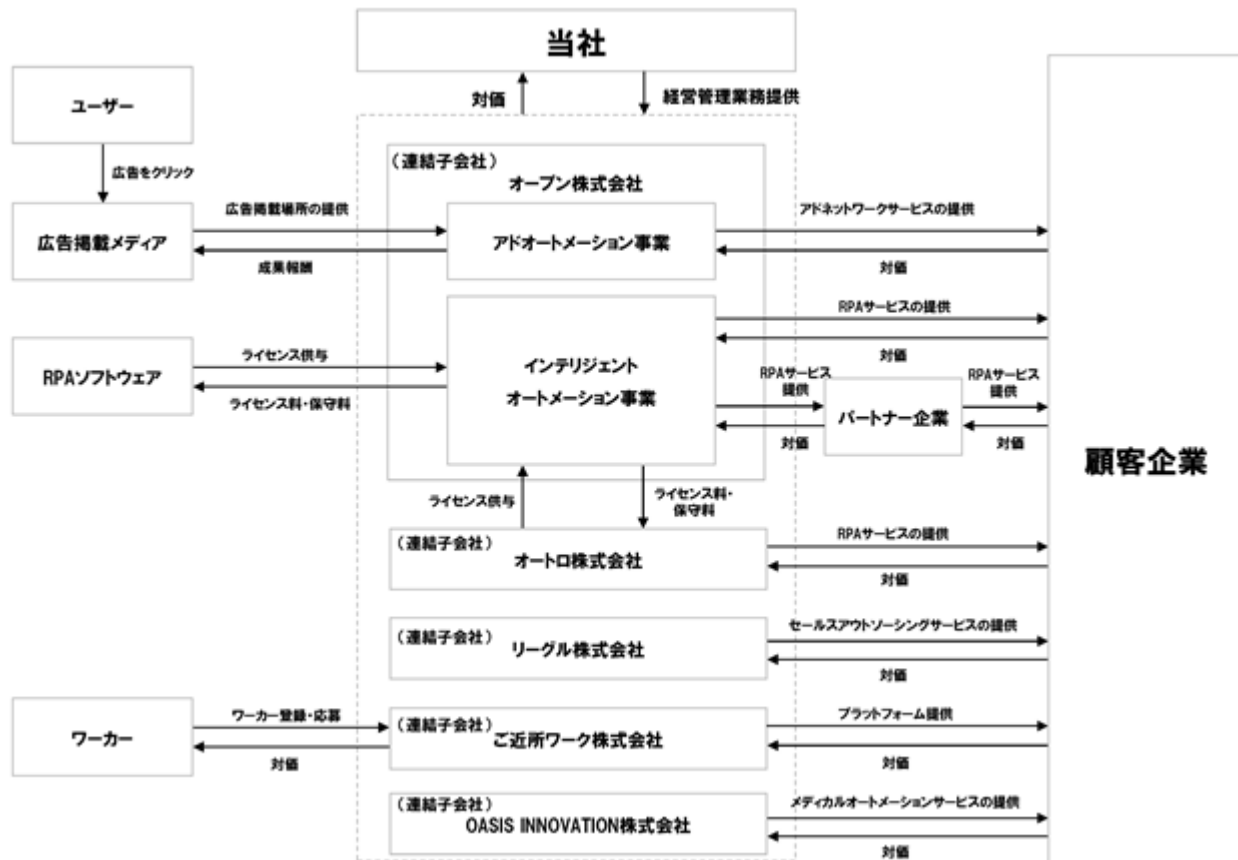 当社
対価
経営管理業務提供
ユーザー
広告をクリック
(連結子会社)
オープン株式会社
広告掲載メディア
広告掲載場所の提供
成果報酬
アドオートメーション事業
アドネットワークサービスの提供
対価
RPAソフトウェア
ライセンス供与
ライセンス料・保守料
インテリジェント
オートメーション事業
RPAサービスの提供
対価
RPAサービス
提供
対価
パートナー企業
RPAサービス
提供
対価
顧客企業
ライセンス供与
ライセンス料・
保守料
(連結子会社)
オートロ株式会社
RPAサービスの提供
対価
(連結子会社)
リーグル株式会社
セールスアウトソーシングサービスの提供
対価
ワーカー
ワーカー登録・応募
対価
(連結子会社)
ご近所ワーク株式会社
プラットフォーム提供
対価
(連結子会社)
OASIS INNOVATION株式会社
メディカルオートメーションサービスの提供
対価